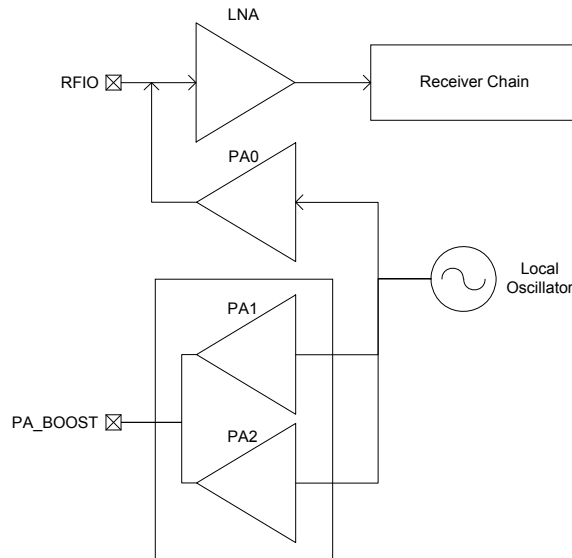 LNA
RFIO
Receiver Chain
PA0
Local
Oscillator
PA1
PA_BOOST
PA2